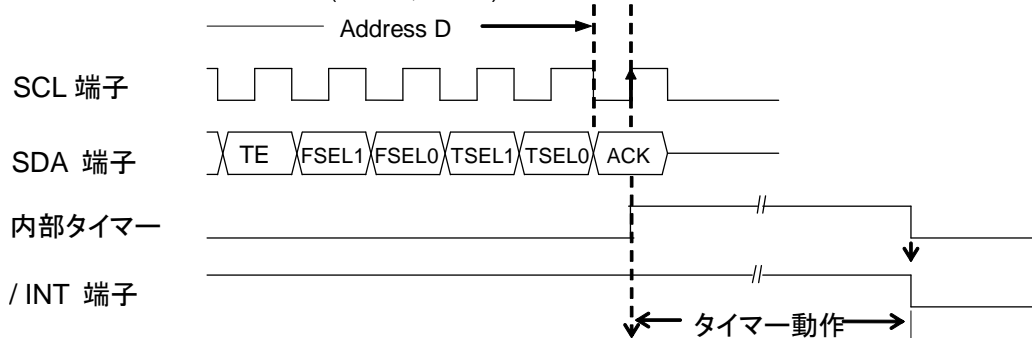 Address D
SCL 端子
SDA 端子
TE FSEL1 FSEL0 TSEL1 TSEL0 ACK
内部タイマー
/ INT 端子
タイマー動作